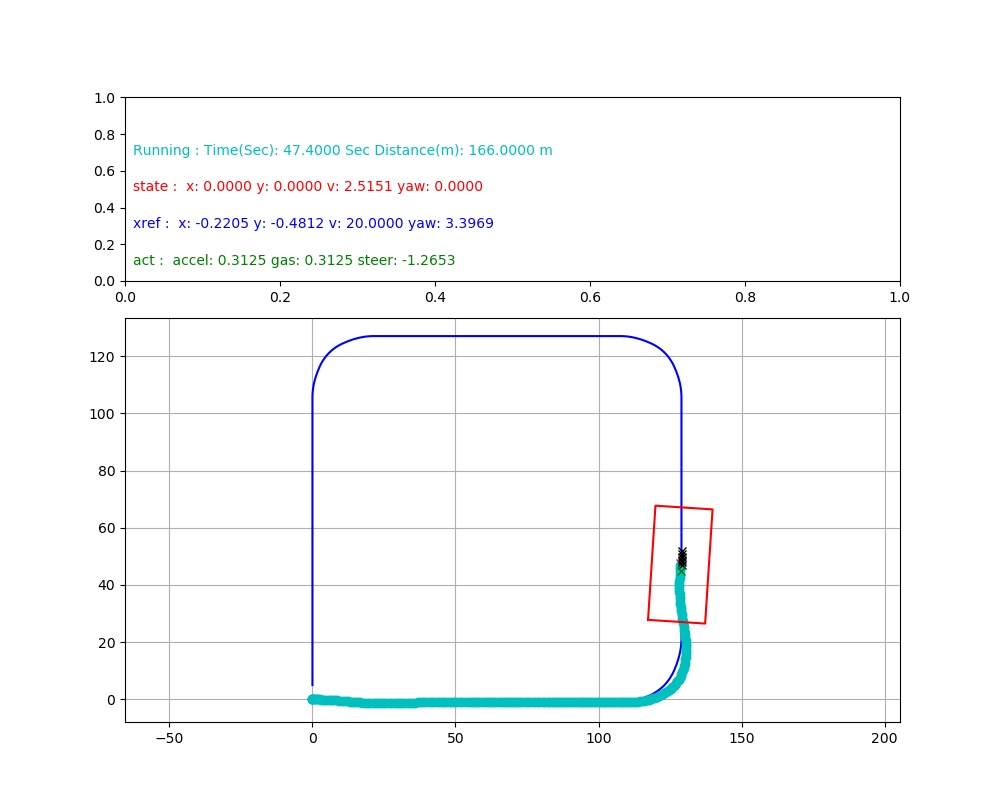 1.0
0.8
Running : Time(Sec): 47.4000 Sec Distance(m): 166.0000 m
0.6
state :  x: 0.0000 y: 0.0000 v: 2.5151 yaw: 0.0000
0.4
xref :  x: -0.2205 y: -0.4812 v: 20.0000 yaw: 3.3969
0.2
act :  accel: 0.3125 gas: 0.3125 steer: -1.2653
0.0
0.0 0.2 0.4 0.6 0.8 1.0
120
100
80
60
40
20
0
−50 0 50 100 150 200